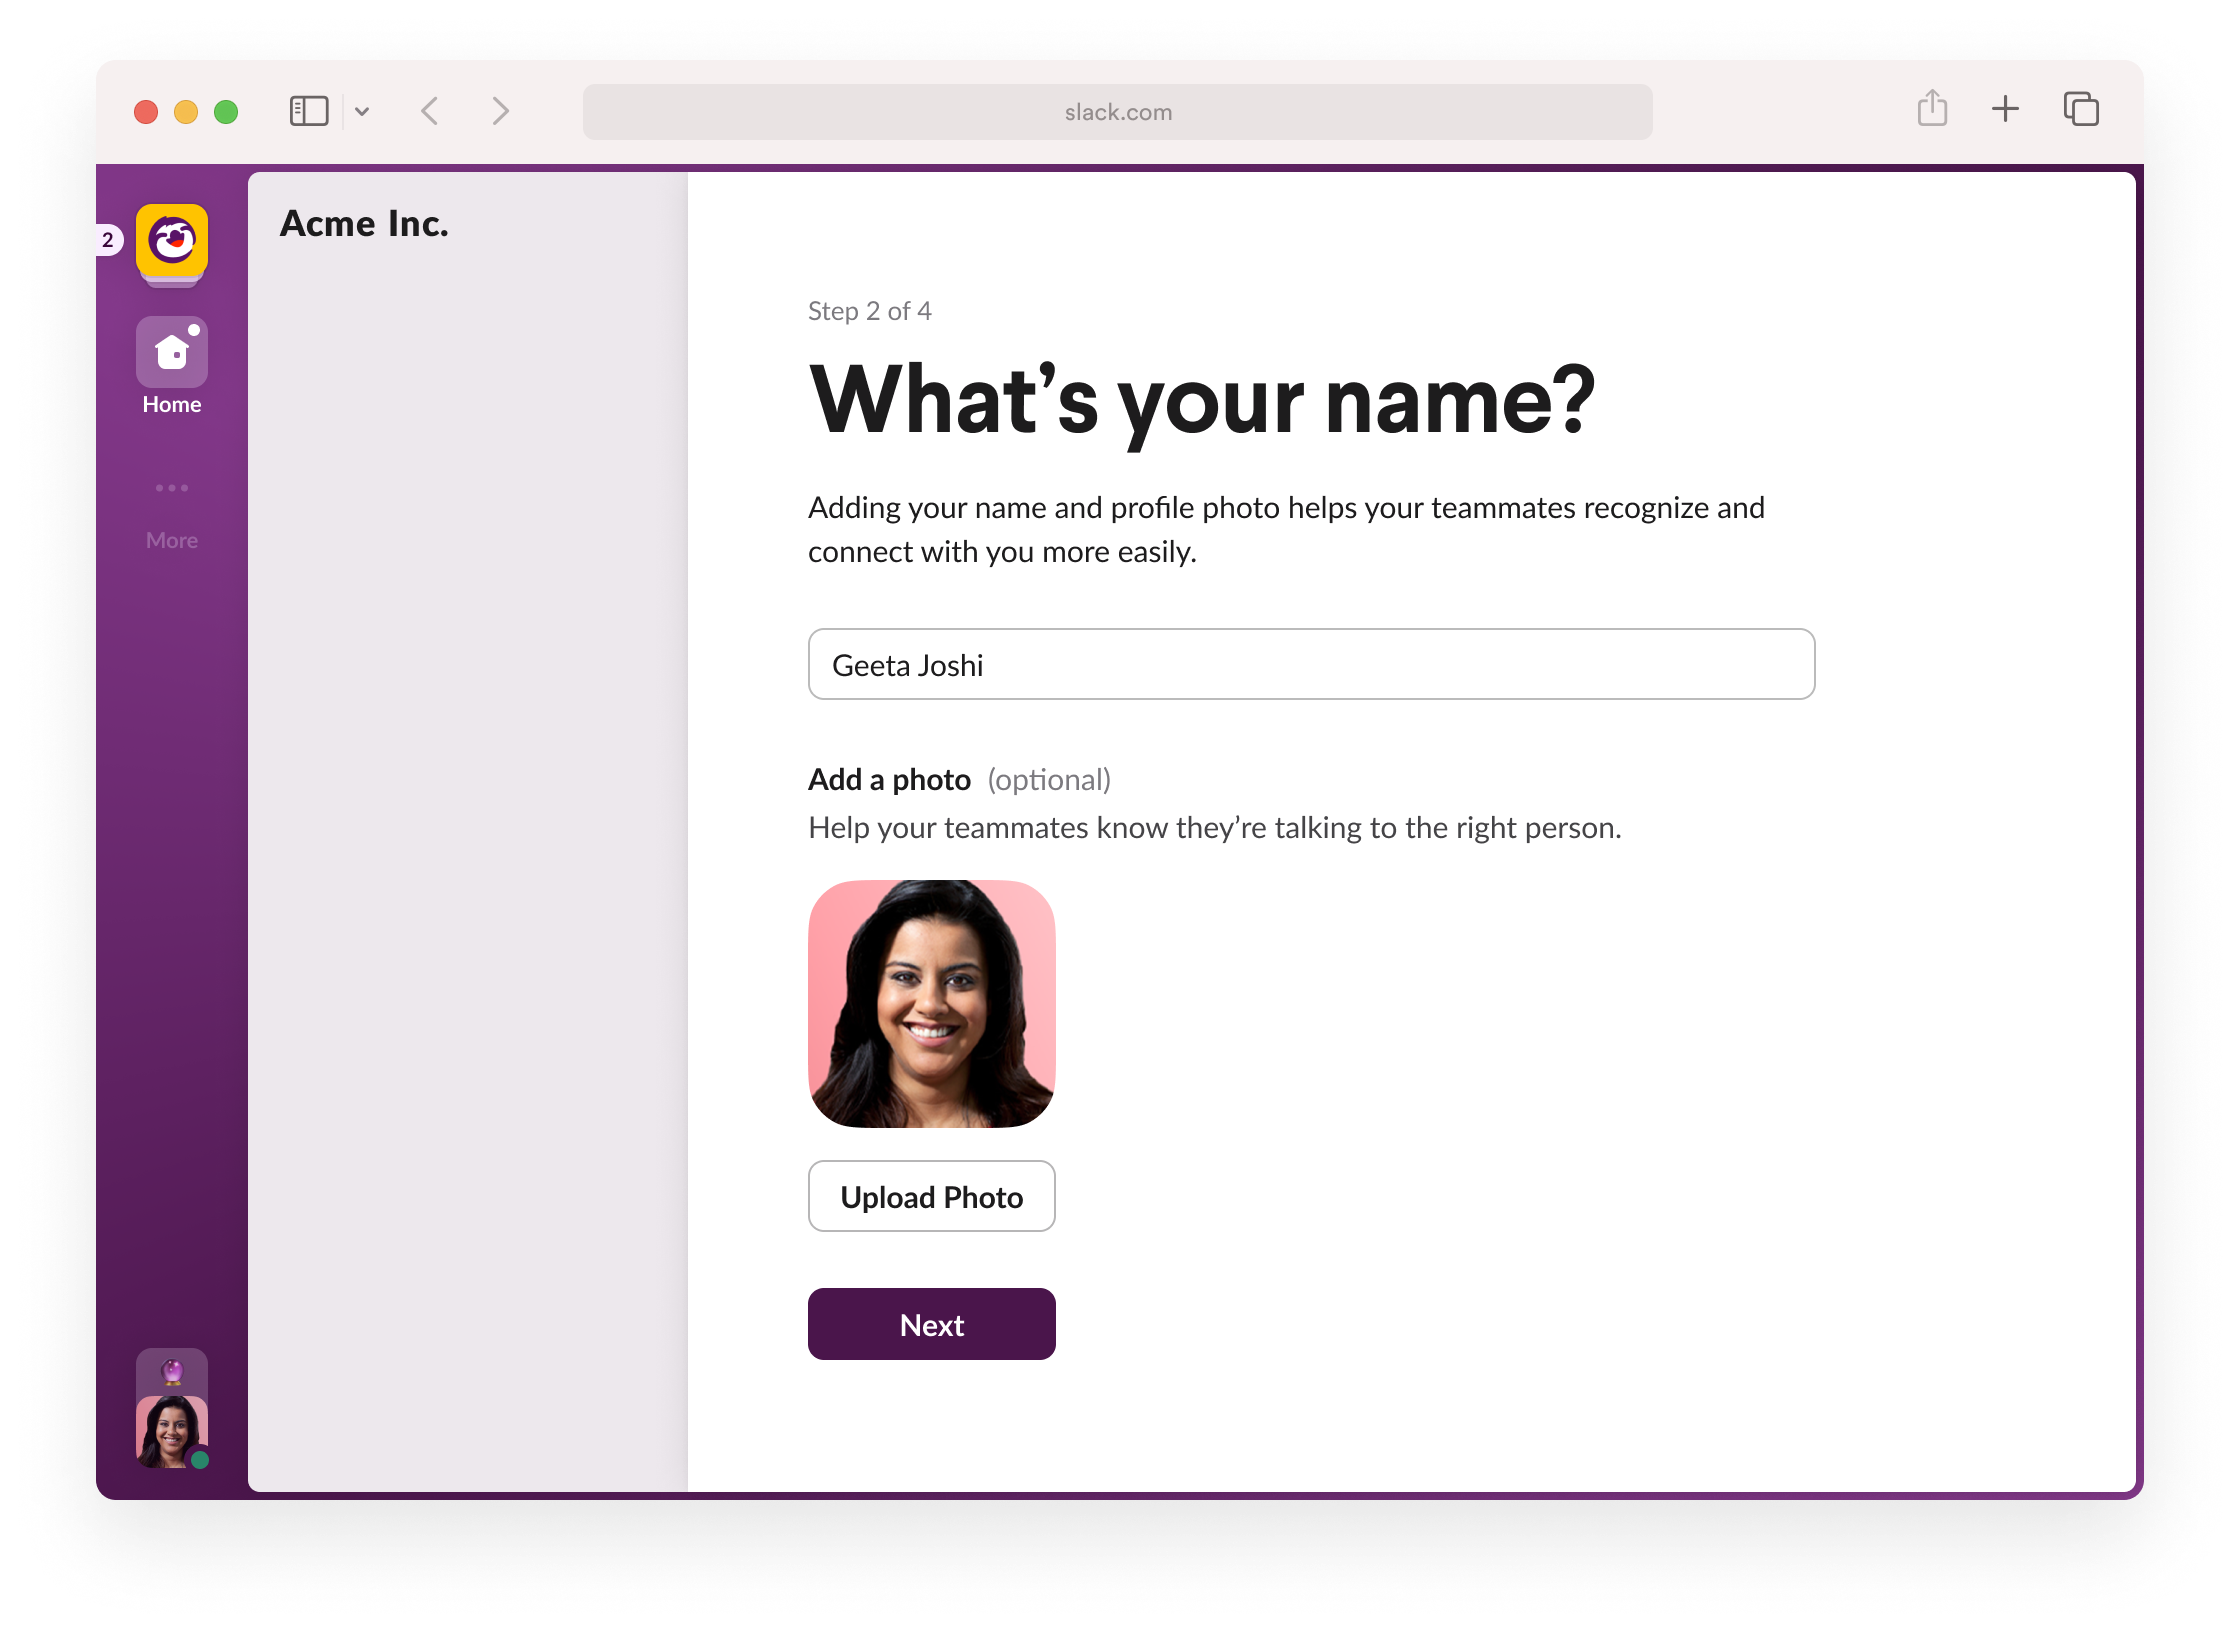 slack.com
2
Acme Inc.
Home
More
Step 2 of 4
What’s your name?
Adding your name and profile photo helps your teammates recognize and
connect with you more easily.
Geeta Joshi
Add a photo (optional)
Help your teammates know they’re talking to the right person.
Upload Photo
Next